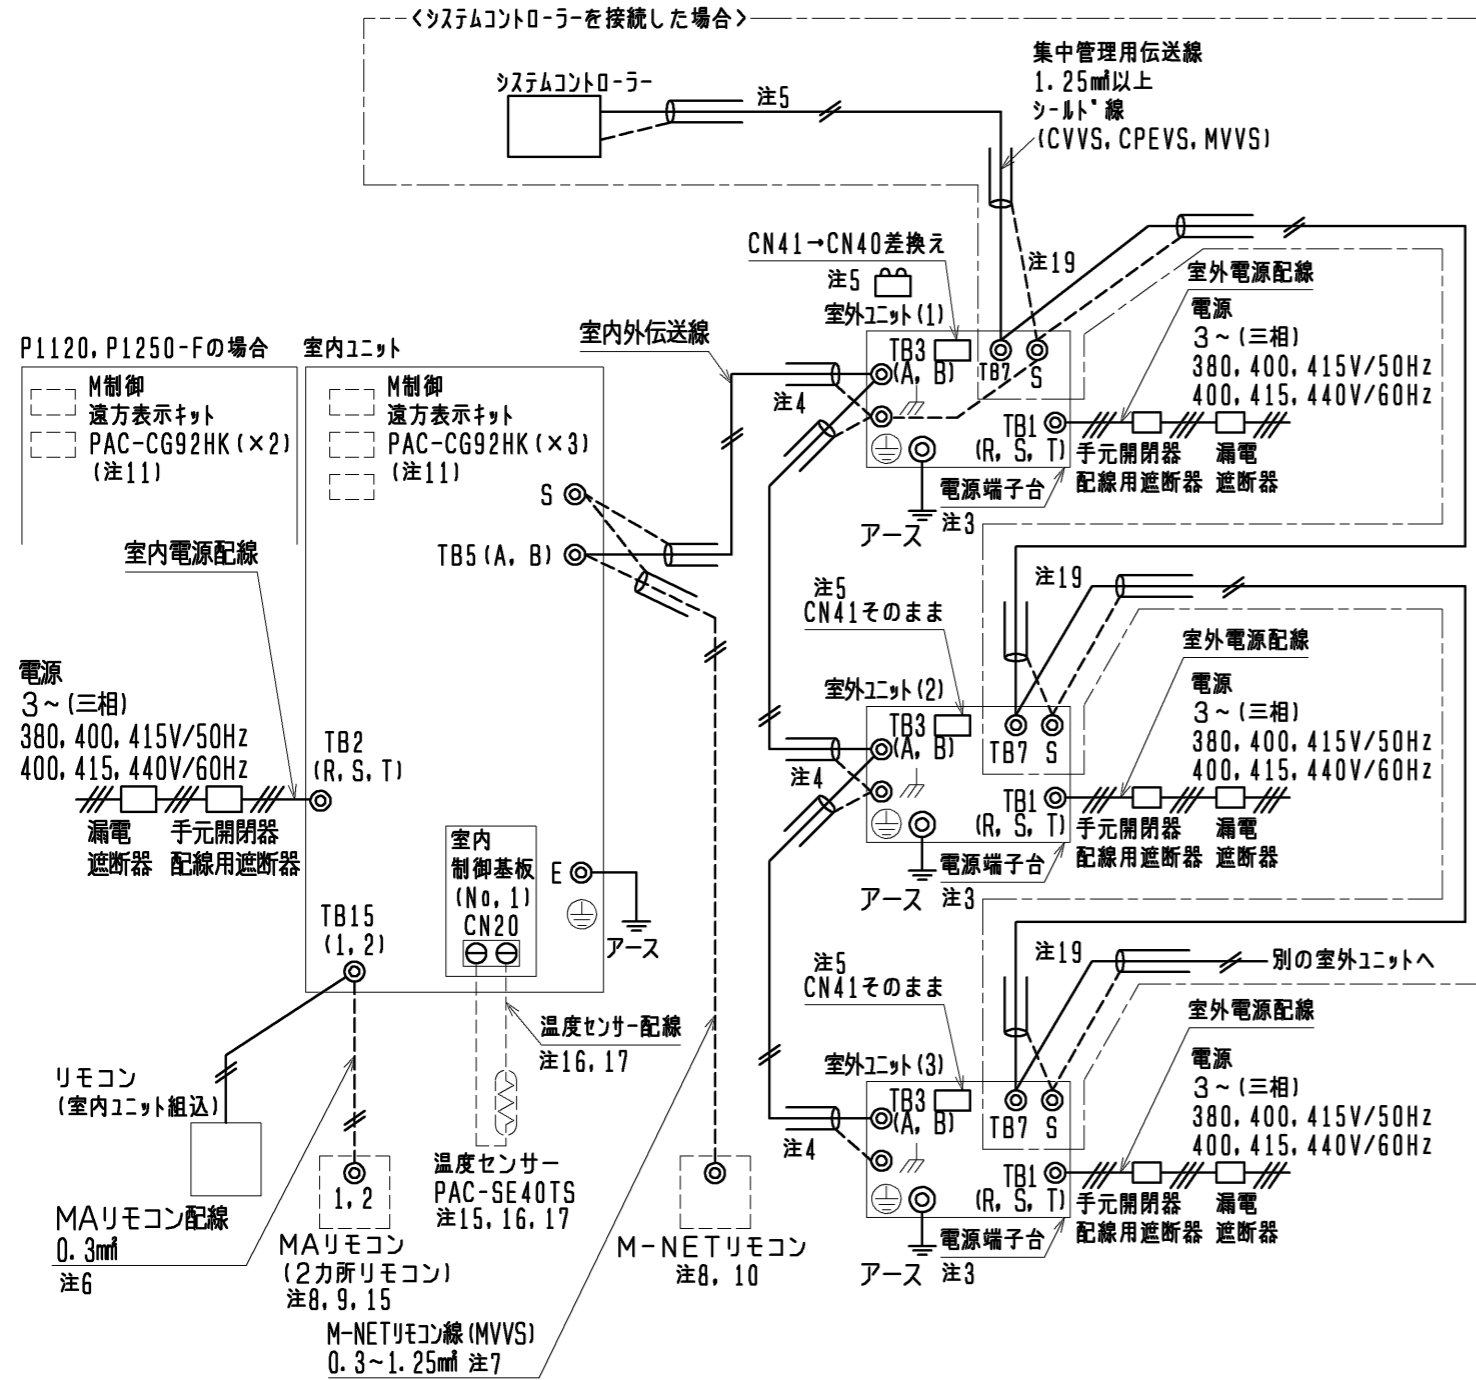 <システムコントローラーを接続した場合>
システムコントローラー
注5
集中管理用伝送線
1.25㎟以上
シールド線
(CVVS,CPEVS,MVVS)
CN41→CN40差換え
注5
注19
室外電源配線
電源
3~(三相)
380,400,415V/50Hz
400,415,440V/60Hz
室外ユニット(1)
TB3
(A,B)
TB7
S
TB1
(R,S,T)
手元開閉器
配線用遮断器
漏電
遮断器
電源端子台
注3
アース
室内外伝送線
注4
P1120,P1250-Fの場合
M制御
遠方表示キット
PAC-CG92HK(×2)
(注11)
室内ユニット
M制御
遠方表示キット
PAC-CG92HK(×3)
(注11)
S
TB5(A,B)
室内電源配線
電源
3~(三相)
380,400,415V/50Hz
400,415,440V/60Hz
漏電
遮断器
手元開閉器
配線用遮断器
TB2
(R,S,T)
室内
制御基板
(No,1)
CN20
E
アース
TB15
(1,2)
温度センサー配線
注16,17
リモコン
(室内ユニット組込)
MAリモコン配線
0.3㎟
注6
1,2
MAリモコン
(2カ所リモコン)
注8,9,15
温度センサー
PAC-SE40TS
注15,16,17
M-NETリモコン
注8,10
M-NETリモコン線(MVVS)
0.3~1.25㎟ 注7
注5
CN41そのまま
注19
室外電源配線
電源
3~(三相)
380,400,415V/50Hz
400,415,440V/60Hz
室外ユニット(2)
TB3
(A,B)
TB7
S
注4
TB1
(R,S,T)
手元開閉器
配線用遮断器
漏電
遮断器
電源端子台
注3
アース
注5
CN41そのまま
注19
別の室外ユニットへ
室外電源配線
電源
3~(三相)
380,400,415V/50Hz
400,415,440V/60Hz
室外ユニット(3)
TB3
(A,B)
TB7
S
注4
TB1
(R,S,T)
手元開閉器
配線用遮断器
漏電
遮断器
電源端子台
注3
アース